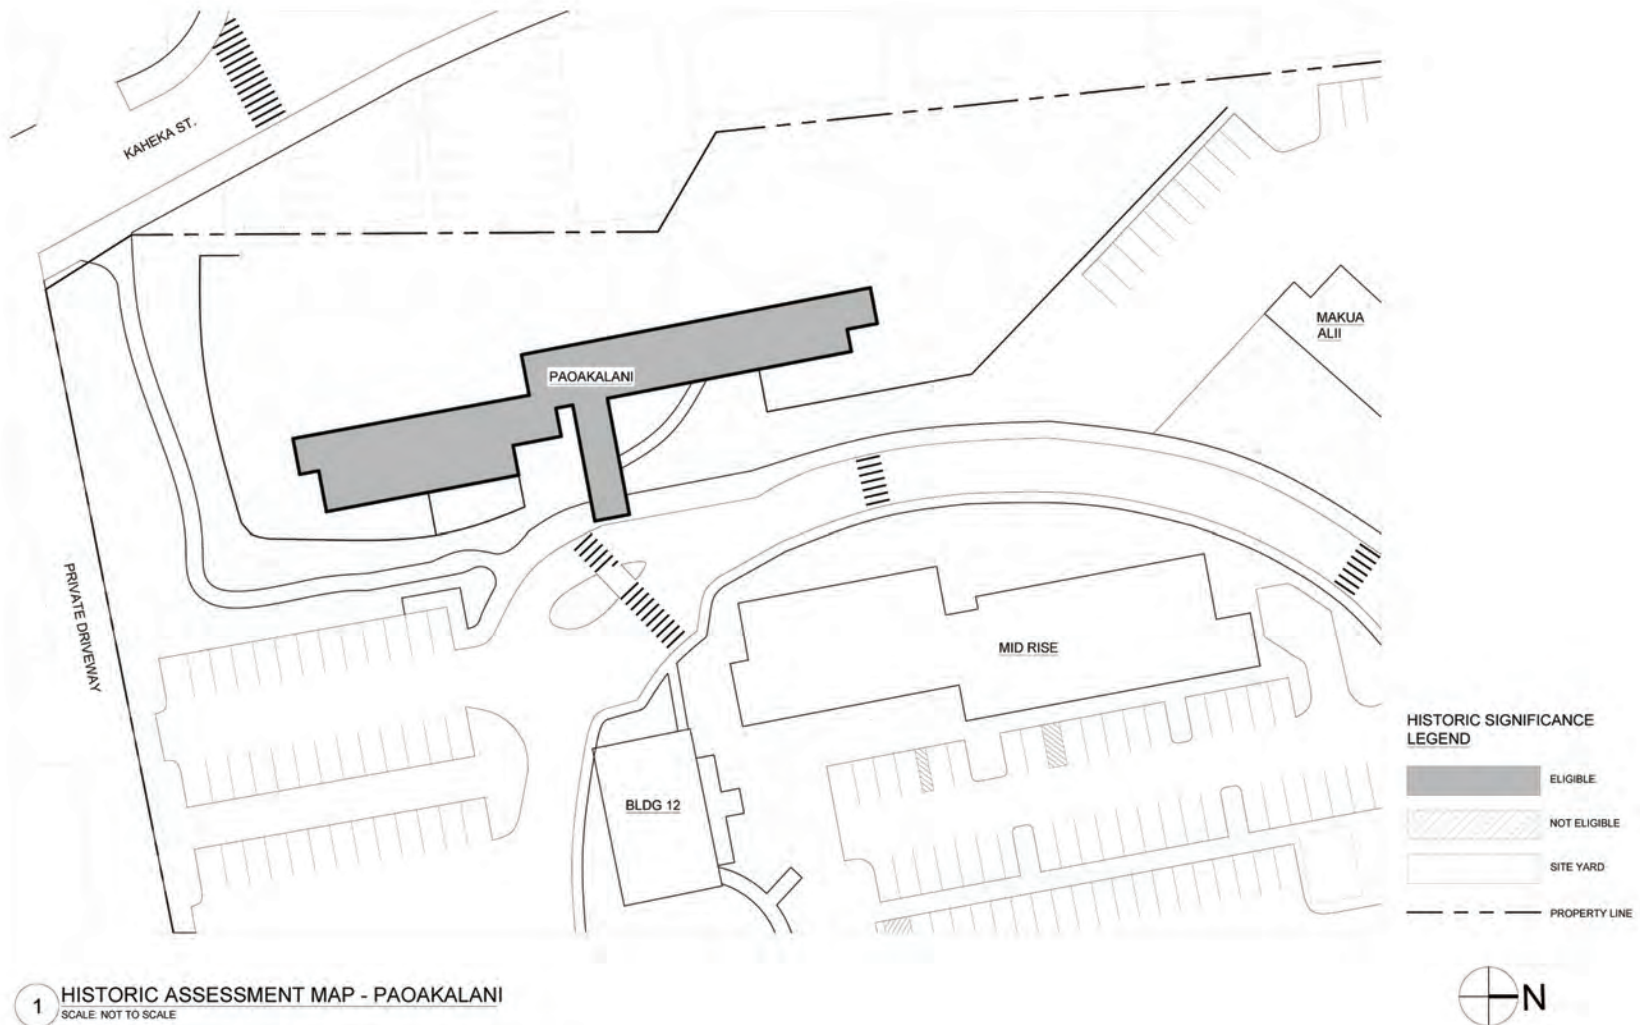 KAHEKA ST.
PAOAKALANI
MAKUA
ALII
PRIVATE DRIVEWAY
MID RISE
BLDG 12
HISTORIC SIGNIFICANCE
LEGEND
ELIGIBLE
NOT ELIGIBLE
SITE YARD
PROPERTY LINE
1 HISTORIC ASSESSMENT MAP - PAOAKALANI
SCALE: NOT TO SCALE
N